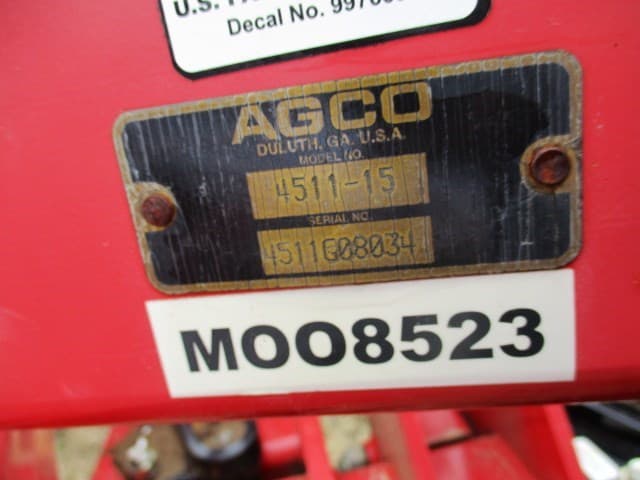 Decal No.
AGCO
DULUTH, GA. U.S.A.
MODEL NO.
4511-15
SERIAL NO.
4511G08034
MOO8523